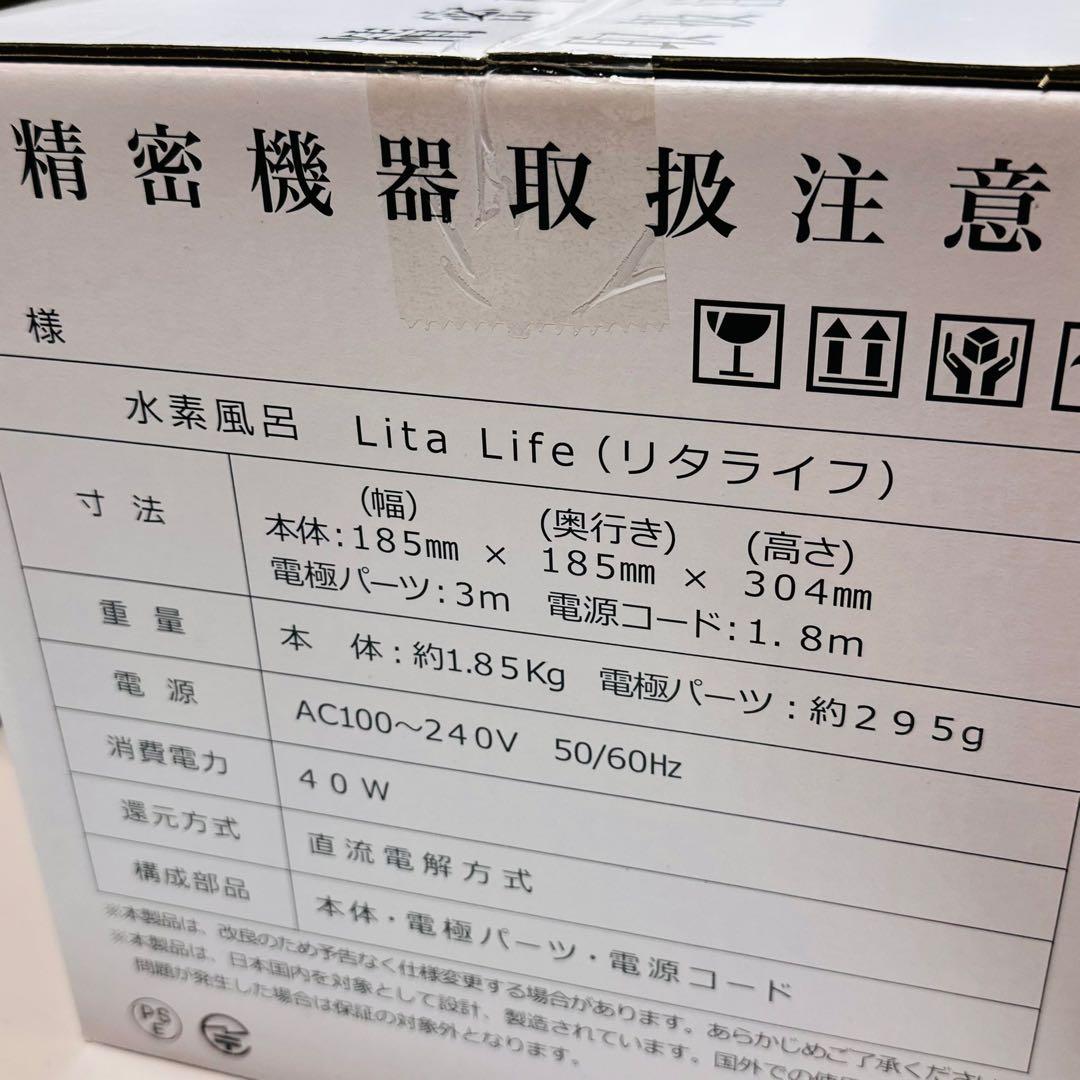 精密機器取扱注意
様
水素風呂　Lita Life（リタライフ）
寸法
(幅) (奥行き) (高さ)
本体：185㎜ × 185㎜ × 304㎜
電極パーツ：3m　電源コード：1.8m
重量
本　体：約1.85Kg　電極パーツ：約295g
電源
AC100～240V　50/60Hz
消費電力
40W
還元方式
直流電解方式
構成部品
本体・電極パーツ・電源コード
※本製品は、改良のため予告なく仕様変更する場合があります。あらかじめご了承ください
※本製品は、日本国内を対象として設計、製造されています。国外での使用
問題が発生した場合は保証の対象外となります。
PS
E